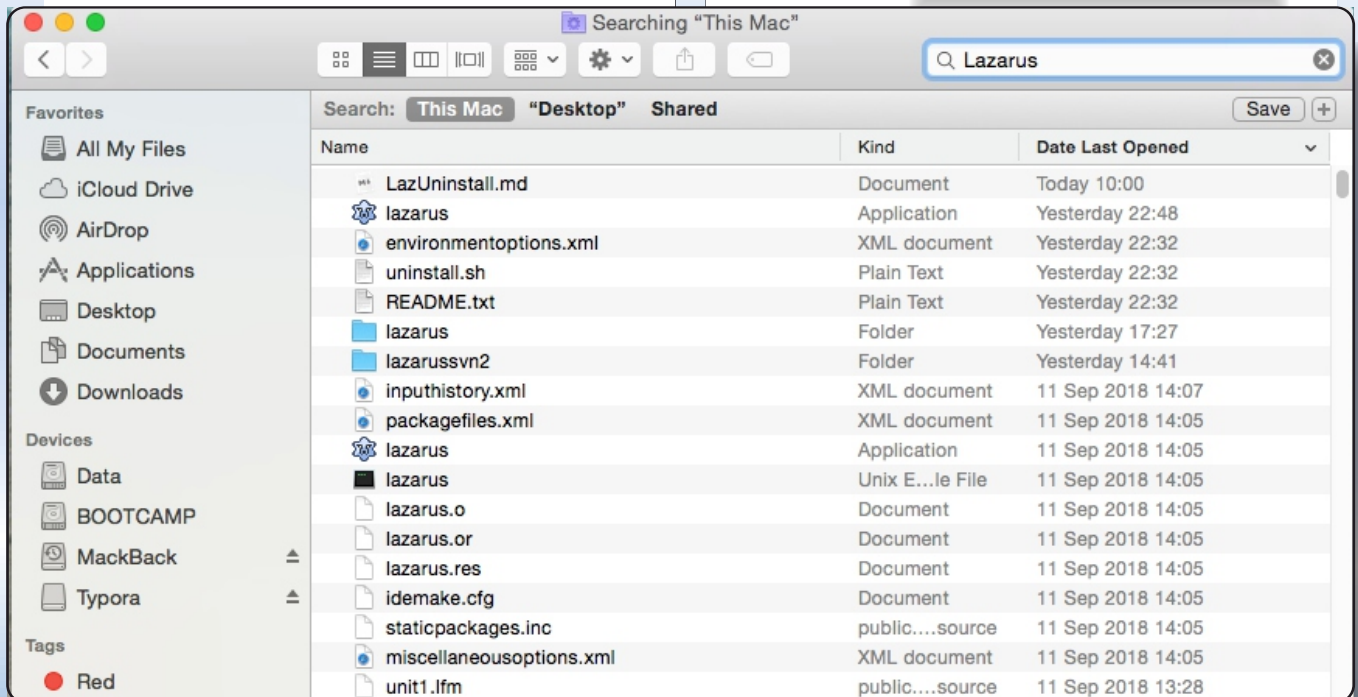 Searching “This Mac”
Lazarus
Favorites
All My Files
iCloud Drive
AirDrop
Applications
Desktop
Documents
Downloads
Devices
Data
BOOTCAMP
MackBack
Typora
Tags
Red
Search: This Mac “Desktop” Shared Save +
Name Kind Date Last Opened
LazUninstall.md Document Today 10:00
lazarus Application Yesterday 22:48
environmentoptions.xml XML document Yesterday 22:32
uninstall.sh Plain Text Yesterday 22:32
README.txt Plain Text Yesterday 22:32
lazarus Folder Yesterday 17:27
lazarussvn2 Folder Yesterday 14:41
inputhistory.xml XML document 11 Sep 2018 14:07
packagefiles.xml XML document 11 Sep 2018 14:05
lazarus Application 11 Sep 2018 14:05
lazarus Unix E...le File 11 Sep 2018 14:05
lazarus.o Document 11 Sep 2018 14:05
lazarus.or Document 11 Sep 2018 14:05
lazarus.res Document 11 Sep 2018 14:05
idemake.cfg Document 11 Sep 2018 14:05
staticpackages.inc public....source 11 Sep 2018 14:05
miscellaneousoptions.xml XML document 11 Sep 2018 14:05
unit1.lfm public....source 11 Sep 2018 13:28